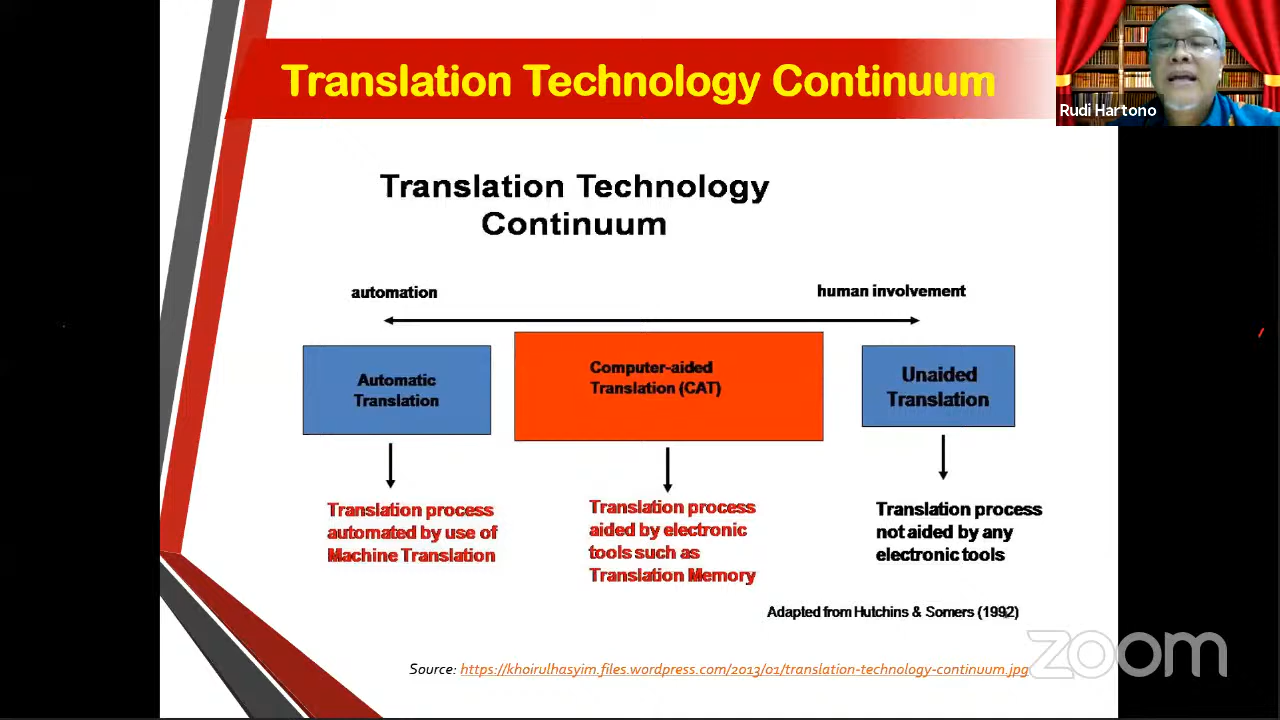 Translation Technology Continuum
Rudi Hartono
Translation Technology
Continuum
automation
human involvement
Automatic
Translation
Computer-aided
Translation (CAT)
Unaided
Translation
Translation process
automated by use of
Machine Translation
Translation process
aided by electronic
tools such as
Translation Memory
Translation process
not aided by any
electronic tools
Adapted from Hutchins & Somers (1992)
zoom
Source: https://khoirulhasyim.files.wordpress.com/2013/01/translation-technology-continuum.jpg